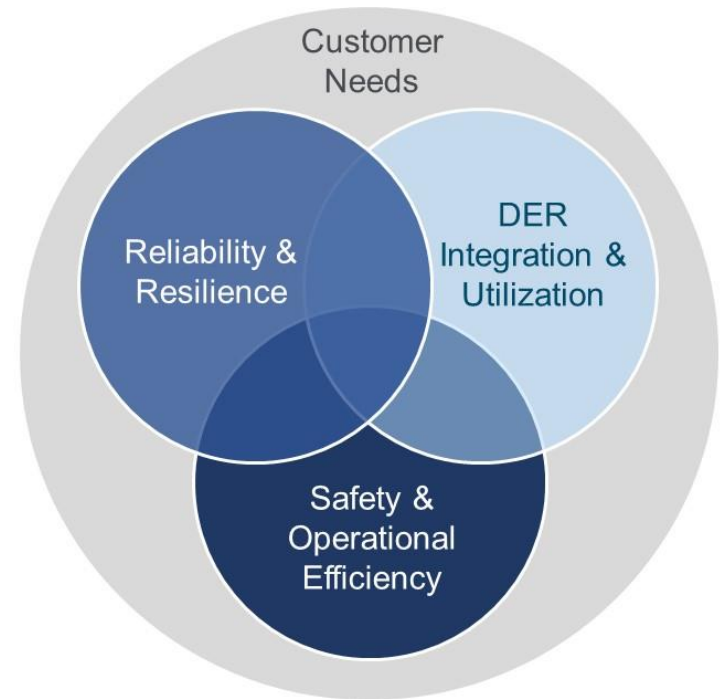 Customer
Needs
Reliability &
Resilience
DER
Integration &
Utilization
Safety &
Operational
Efficiency